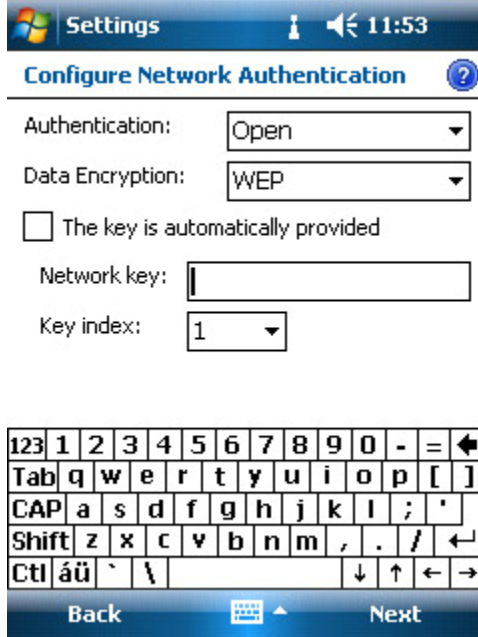 Settings 11:53
Configure Network Authentication ?
Authentication: Open
Data Encryption: WEP
The key is automatically provided
Network key:
Key index: 1
123 1 2 3 4 5 6 7 8 9 0 - = 🡄
Tab q w e r t y u i o p [ ]
CAP a s d f g h j k l ; '
Shift z x c v b n m , . / ↵
Ctl áü ` \ ↓ ↑ ← →
Back Next